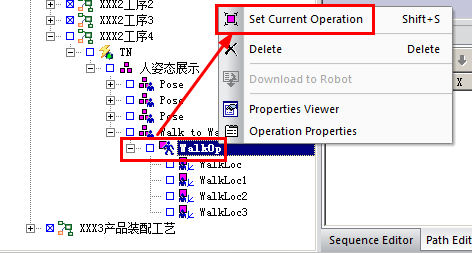 XXX2工序2
XXX2工序3
XXX2工序4
TN
人姿态展示
Pose
Pose
Pose
Walk to Wa
WalkOp
WalkLoc
WalkLoc1
WalkLoc2
WalkLoc3
XXX3产品装配工艺
Set Current Operation Shift+S
Delete Delete
Download to Robot
Properties Viewer
Operation Properties
X
Sequence Editor Path Edit